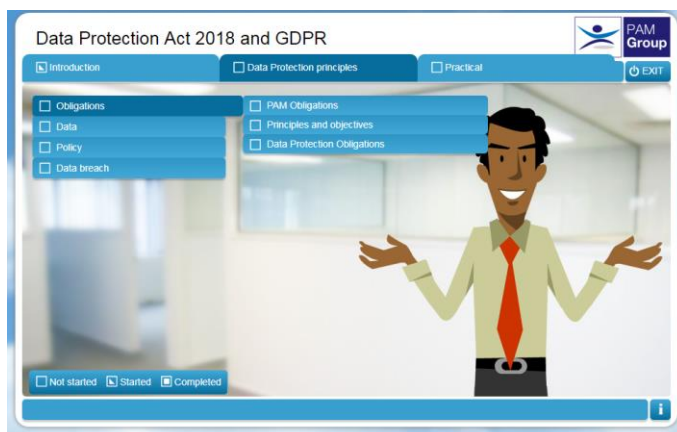 Data Protection Act 2018 and GDPR
PAM
Group
Introduction
Data Protection principles
Practical
EXIT
Obligations
PAM Obligations
Data
Principles and objectives
Policy
Data Protection Obligations
Data breach
Not started Started Completed
i